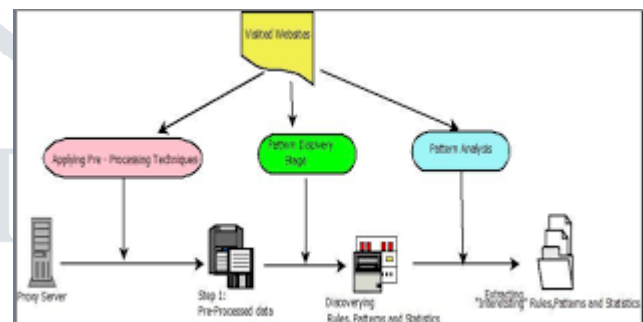 Visited Websites
Applying Pre - Processing Techniques
Pattern Discovery
Stage
Pattern Analysis
Proxy Server
Step 1:
Pre-Processed data
Discovering
Rules, Patterns and Statistics
Extracting
"Interesting" Rules,Patterns and Statistics